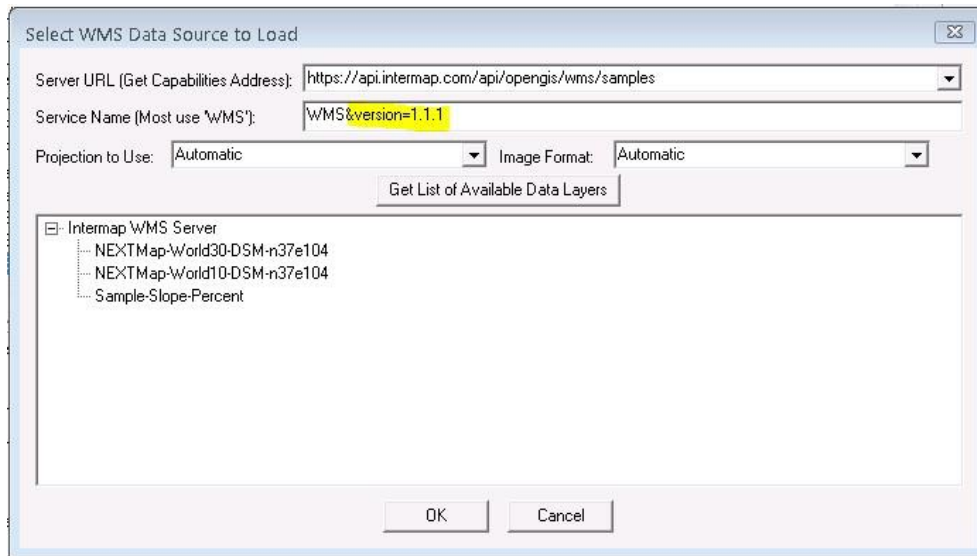 Select WMS Data Source to Load
Server URL (Get Capabilities Address): https://api.intermap.com/api/opengis/wms/samples
Service Name (Most use 'WMS'): WMS&version=1.1.1
Projection to Use: Automatic Image Format: Automatic
Get List of Available Data Layers
Intermap WMS Server
NEXTMap-World30-DSM-n37e104
NEXTMap-World10-DSM-n37e104
Sample-Slope-Percent
OK Cancel